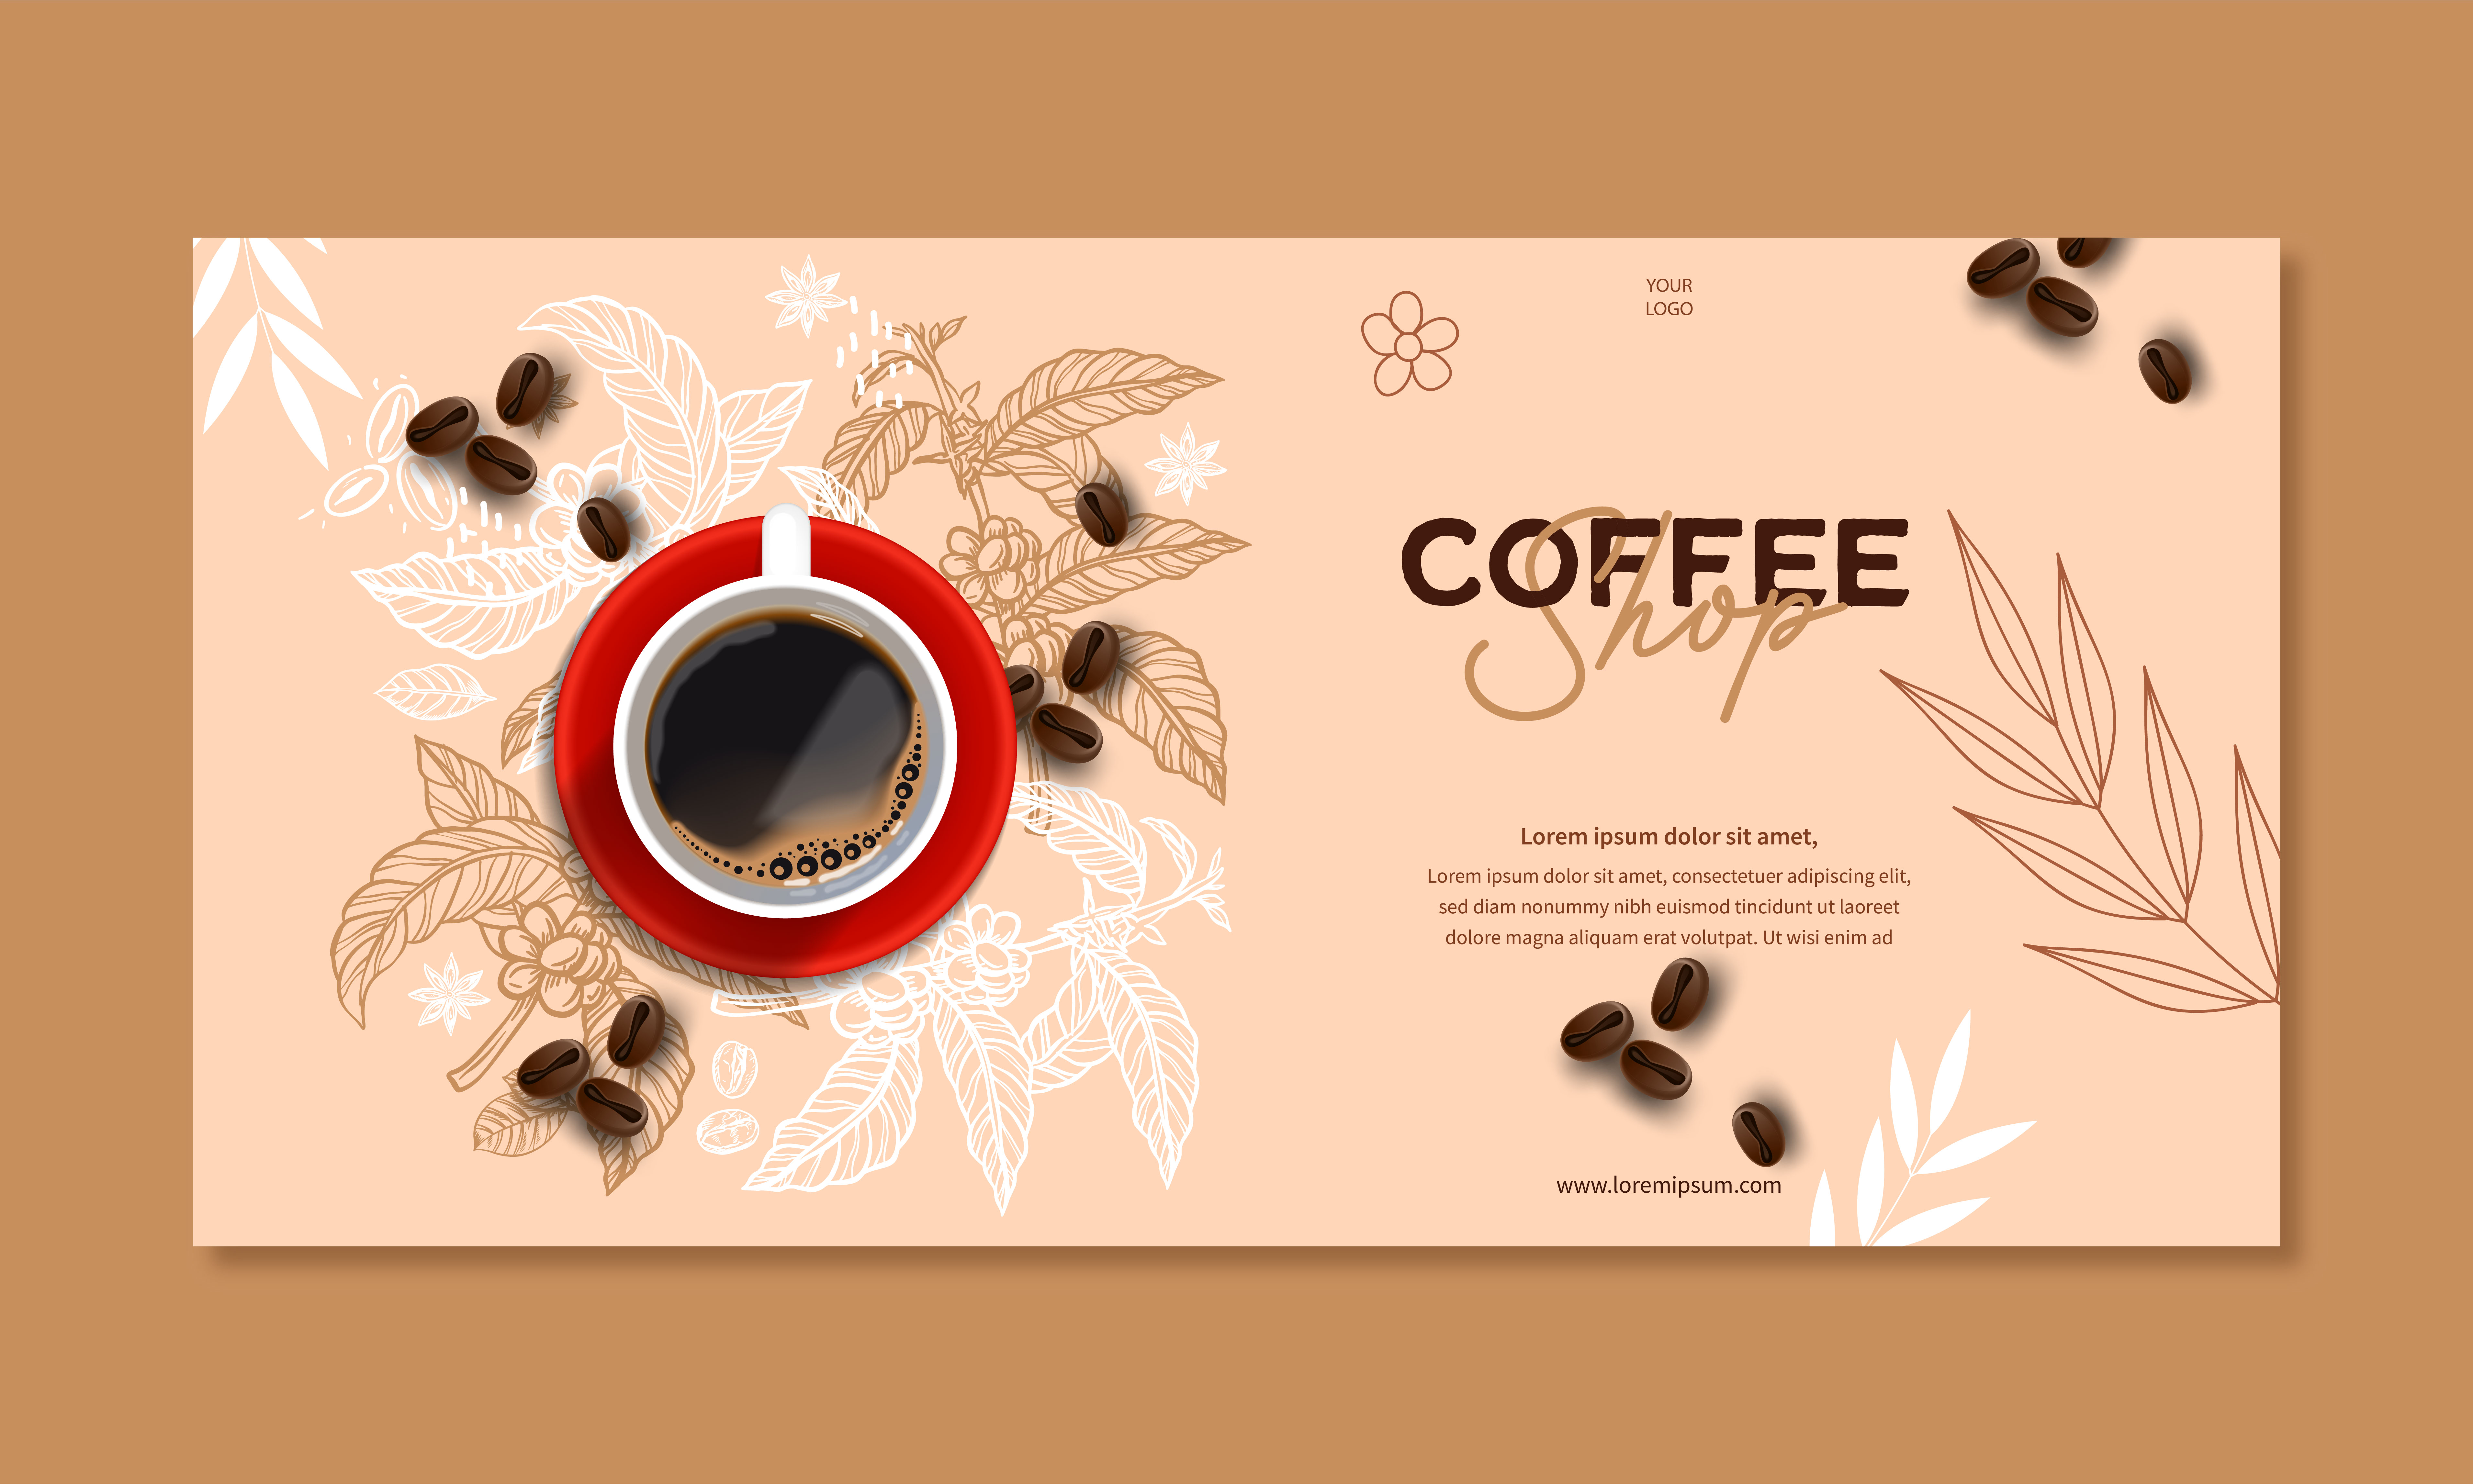 YOUR
LOGO
COFFEE
Shop
Lorem ipsum dolor sit amet,
Lorem ipsum dolor sit amet, consectetuer adipiscing elit,
sed diam nonummy nibh euismod tincidunt ut laoreet
dolore magna aliquam erat volutpat. Ut wisi enim ad
www.loremipsum.com